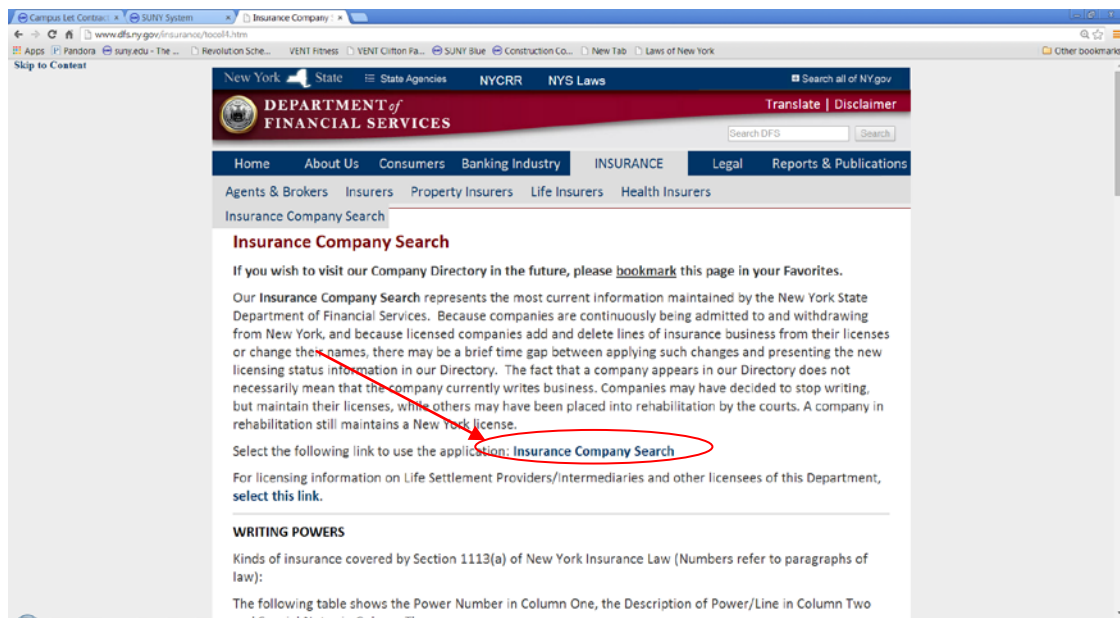 Campus Let Contract SUNY System Insurance Company :
www.dfs.ny.gov/insurance/tocol4.htm
Apps Pandora suny.edu - The ... Revolution Sche... VENT Fitness VENT Clifton Pa... SUNY Blue Construction Co... New Tab Laws of New York Other bookmarks
Skip to Content
New York State State Agencies NYCRR NYS Laws Search all of NY.gov
DEPARTMENT of Translate | Disclaimer
FINANCIAL SERVICES
Search DFS Search
Home About Us Consumers Banking Industry INSURANCE Legal Reports & Publications
Agents & Brokers Insurers Property Insurers Life Insurers Health Insurers
Insurance Company Search
Insurance Company Search
If you wish to visit our Company Directory in the future, please bookmark this page in your Favorites.
Our Insurance Company Search represents the most current information maintained by the New York State
Department of Financial Services. Because companies are continuously being admitted to and withdrawing
from New York, and because licensed companies add and delete lines of insurance business from their licenses
or change their names, there may be a brief time gap between applying such changes and presenting the new
licensing status information in our Directory. The fact that a company appears in our Directory does not
necessarily mean that the company currently writes business. Companies may have decided to stop writing,
but maintain their licenses, while others may have been placed into rehabilitation by the courts. A company in
rehabilitation still maintains a New York license.
Select the following link to use the application: Insurance Company Search
For licensing information on Life Settlement Providers/Intermediaries and other licensees of this Department,
select this link.
WRITING POWERS
Kinds of insurance covered by Section 1113(a) of New York Insurance Law (Numbers refer to paragraphs of
law):
The following table shows the Power Number in Column One, the Description of Power/Line in Column Two